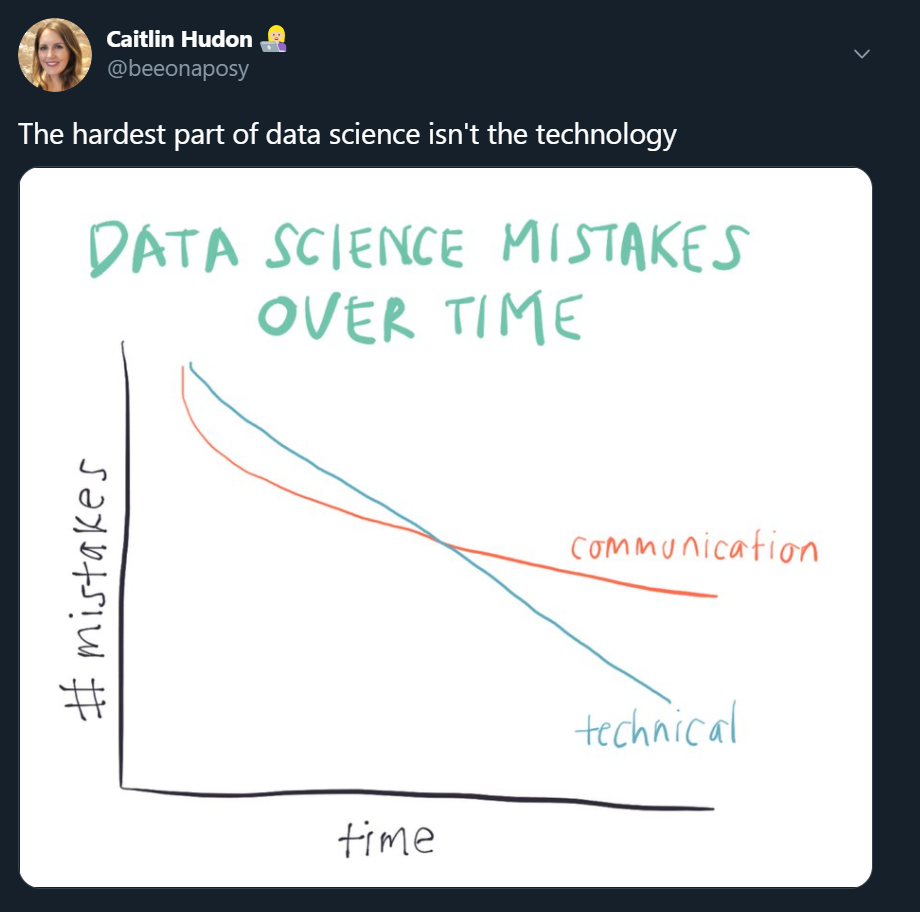 Caitlin Hudon 👩🏼‍💻
@beeonaposy
The hardest part of data science isn't the technology
DATA SCIENCE MISTAKES
OVER TIME
# mistakes
communication
technical
time